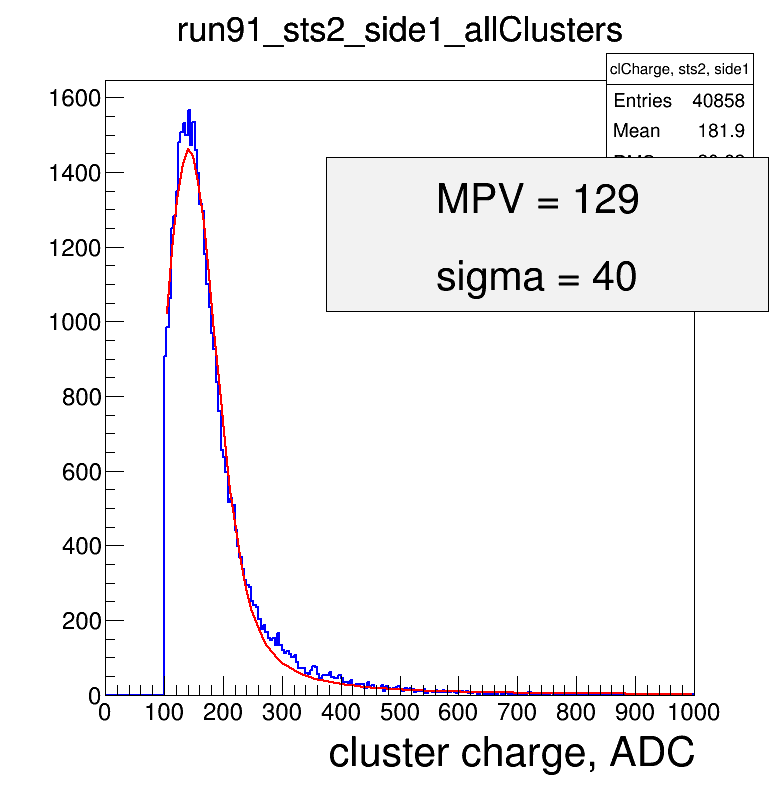 run91_sts2_side1_allClusters
clCharge, sts2, side1
Entries 40858
Mean 181.9
MPV = 129
sigma = 40
1600
1400
1200
1000
800
600
400
200
0
0 100 200 300 400 500 600 700 800 900 1000
cluster charge, ADC